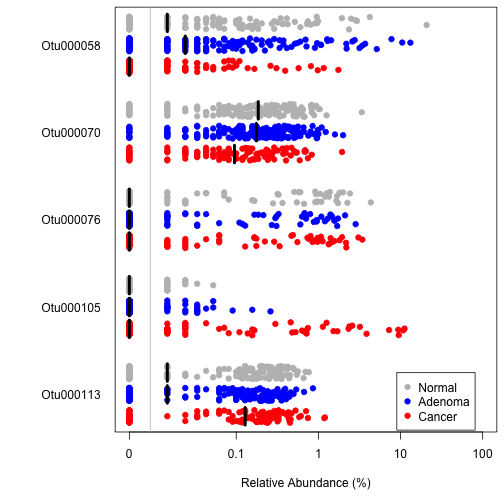 Otu000058
Otu000070
Otu000076
Otu000105
Otu000113
Normal
Adenoma
Cancer
0 0.1 1 10 100
Relative Abundance (%)